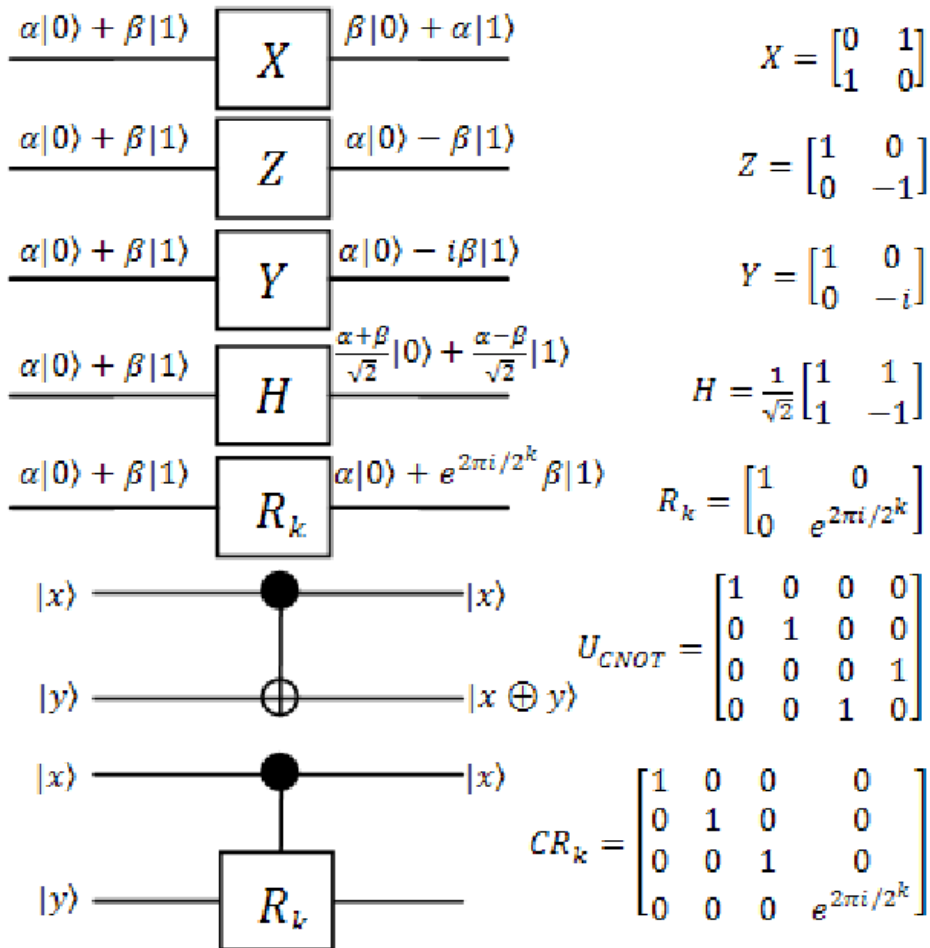 α|0⟩ + β|1⟩ X β|0⟩ + α|1⟩ X = [0 1; 1 0]
α|0⟩ + β|1⟩ Z α|0⟩ − β|1⟩ Z = [1 0; 0 −1]
α|0⟩ + β|1⟩ Y α|0⟩ − iβ|1⟩ Y = [1 0; 0 −i]
α|0⟩ + β|1⟩ H (α+β)/√2 |0⟩ + (α−β)/√2 |1⟩ H = 1/√2 [1 1; 1 −1]
α|0⟩ + β|1⟩ R_k α|0⟩ + e^{2πi/2^k} β|1⟩ R_k = [1 0; 0 e^{2πi/2^k}]
|x⟩ |x⟩
|y⟩ |x ⊕ y⟩
U_{CNOT} = [1 0 0 0; 0 1 0 0; 0 0 0 1; 0 0 1 0]
|x⟩ |x⟩
|y⟩ R_k
CR_k = [1 0 0 0; 0 1 0 0; 0 0 1 0; 0 0 0 e^{2πi/2^k}]